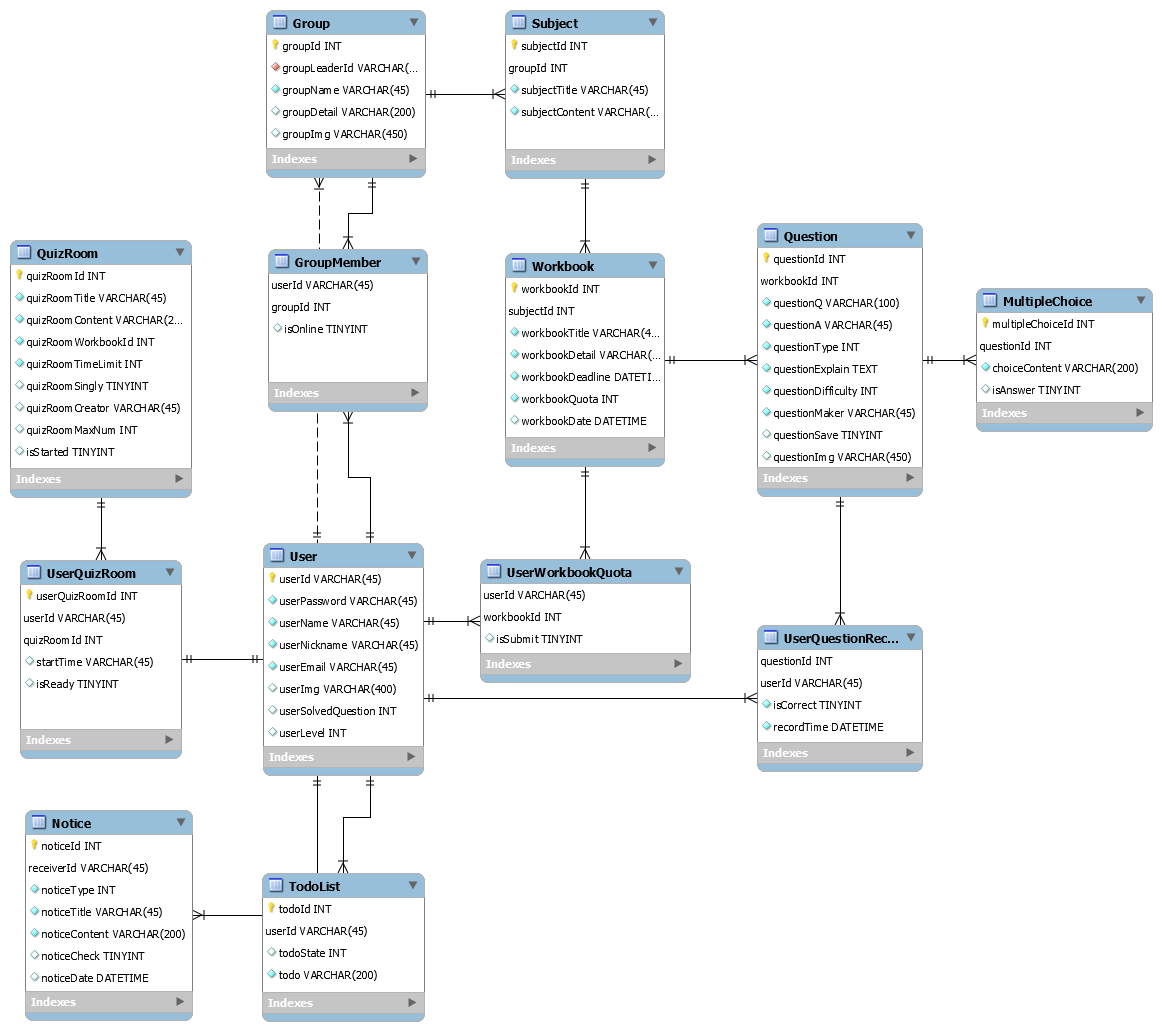 Group
groupId INT
groupLeaderId VARCHAR(...
groupName VARCHAR(45)
groupDetail VARCHAR(200)
groupImg VARCHAR(450)
Indexes
Subject
subjectId INT
groupId INT
subjectTitle VARCHAR(45)
subjectContent VARCHAR(...
Indexes
QuizRoom
quizRoomId INT
quizRoomTitle VARCHAR(45)
quizRoomContent VARCHAR(2...
quizRoomWorkbookId INT
quizRoomTimeLimit INT
quizRoomSingly TINYINT
quizRoomCreator VARCHAR(45)
quizRoomMaxNum INT
isStarted TINYINT
Indexes
GroupMember
userId VARCHAR(45)
groupId INT
isOnline TINYINT
Indexes
Workbook
workbookId INT
subjectId INT
workbookTitle VARCHAR(4...
workbookDetail VARCHAR(...
workbookDeadline DATETI...
workbookQuota INT
workbookDate DATETIME
Indexes
Question
questionId INT
workbookId INT
questionQ VARCHAR(100)
questionA VARCHAR(45)
questionType INT
questionExplain TEXT
questionDifficulty INT
questionMaker VARCHAR(45)
questionSave TINYINT
questionImg VARCHAR(450)
Indexes
MultipleChoice
multipleChoiceId INT
questionId INT
choiceContent VARCHAR(200)
isAnswer TINYINT
Indexes
UserQuizRoom
userQuizRoomId INT
userId VARCHAR(45)
quizRoomId INT
startTime VARCHAR(45)
isReady TINYINT
Indexes
User
userId VARCHAR(45)
userPassword VARCHAR(45)
userName VARCHAR(45)
userNickname VARCHAR(45)
userEmail VARCHAR(45)
userImg VARCHAR(400)
userSolvedQuestion INT
userLevel INT
Indexes
UserWorkbookQuota
userId VARCHAR(45)
workbookId INT
isSubmit TINYINT
Indexes
UserQuestionRec...
questionId INT
userId VARCHAR(45)
isCorrect TINYINT
recordTime DATETIME
Indexes
Notice
noticeId INT
receiverId VARCHAR(45)
noticeType INT
noticeTitle VARCHAR(45)
noticeContent VARCHAR(200)
noticeCheck TINYINT
noticeDate DATETIME
Indexes
TodoList
todoId INT
userId VARCHAR(45)
todoState INT
todo VARCHAR(200)
Indexes